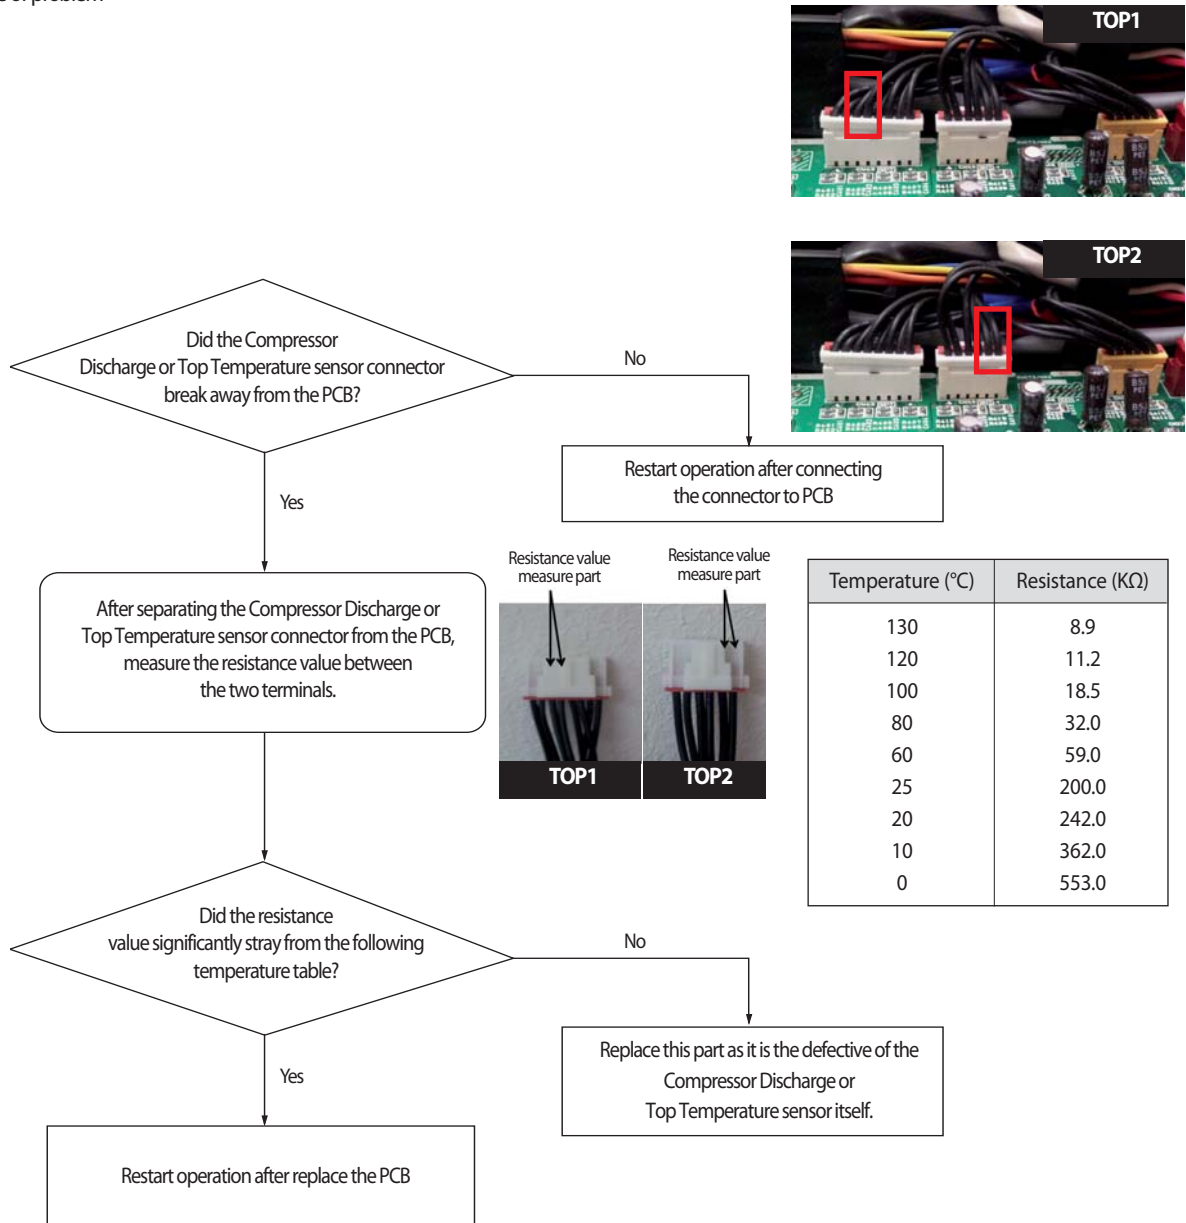 TOP1
TOP2
Did the Compressor
Discharge or Top Temperature sensor connector
break away from the PCB?
No
Restart operation after connecting
the connector to PCB
Yes
After separating the Compressor Discharge or
Top Temperature sensor connector from the PCB,
measure the resistance value between
the two terminals.
Resistance value
measure part
Resistance value
measure part
TOP1
TOP2
Temperature (°C) Resistance (KΩ)
130 8.9
120 11.2
100 18.5
80 32.0
60 59.0
25 200.0
20 242.0
10 362.0
0 553.0
Did the resistance
value significantly stray from the following
temperature table?
No
Replace this part as it is the defective of the
Compressor Discharge or
Top Temperature sensor itself.
Yes
Restart operation after replace the PCB